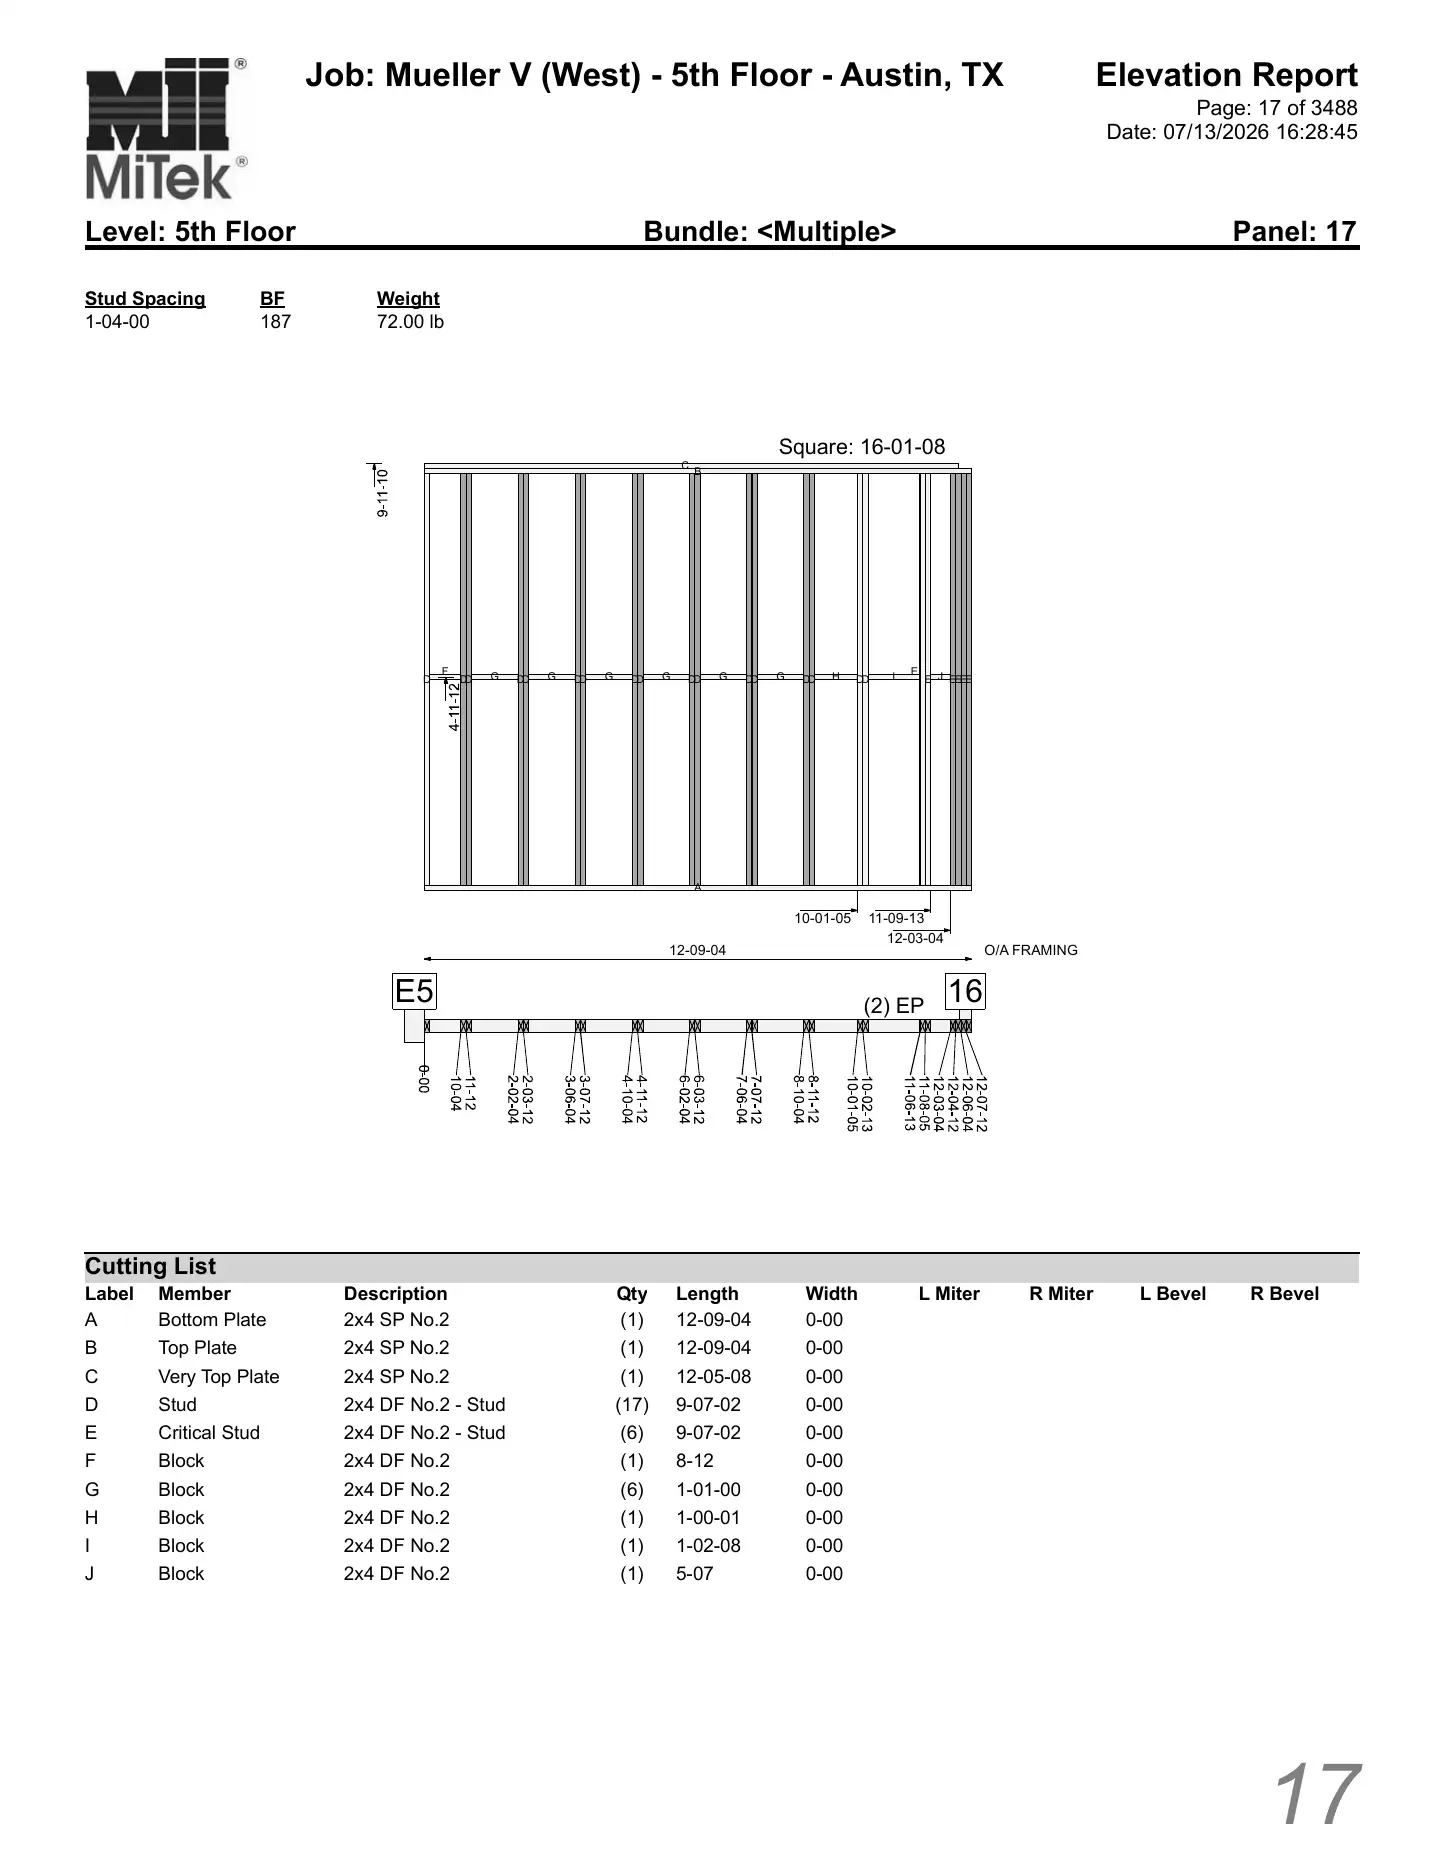 MiTek®
Job: Mueller V (West) - 5th Floor - Austin, TX
Elevation Report
Page: 17 of 3488
Date: 07/13/2026 16:28:45
Level: 5th Floor Bundle: <Multiple> Panel: 17
Stud Spacing BF Weight
1-04-00 187 72.00 lb
Square: 16-01-08
C
B
9-11-10
F G G G G G G H I E J
4-11-12
A
10-01-05 11-09-13
12-03-04
12-09-04 O/A FRAMING
E5 (2) EP 16
0-00 10-04 11-12 2-02-04 2-03-12 3-06-04 3-07-12 4-10-04 4-11-12 6-02-04 6-03-12 7-06-04 7-07-12 8-10-04 8-11-12 10-01-05 10-02-13 11-06-13 11-08-05 12-03-04 12-04-12 12-06-04 12-07-12
Cutting List
Label Member Description Qty Length Width L Miter R Miter L Bevel R Bevel
A Bottom Plate 2x4 SP No.2 (1) 12-09-04 0-00
B Top Plate 2x4 SP No.2 (1) 12-09-04 0-00
C Very Top Plate 2x4 SP No.2 (1) 12-05-08 0-00
D Stud 2x4 DF No.2 - Stud (17) 9-07-02 0-00
E Critical Stud 2x4 DF No.2 - Stud (6) 9-07-02 0-00
F Block 2x4 DF No.2 (1) 8-12 0-00
G Block 2x4 DF No.2 (6) 1-01-00 0-00
H Block 2x4 DF No.2 (1) 1-00-01 0-00
I Block 2x4 DF No.2 (1) 1-02-08 0-00
J Block 2x4 DF No.2 (1) 5-07 0-00
17